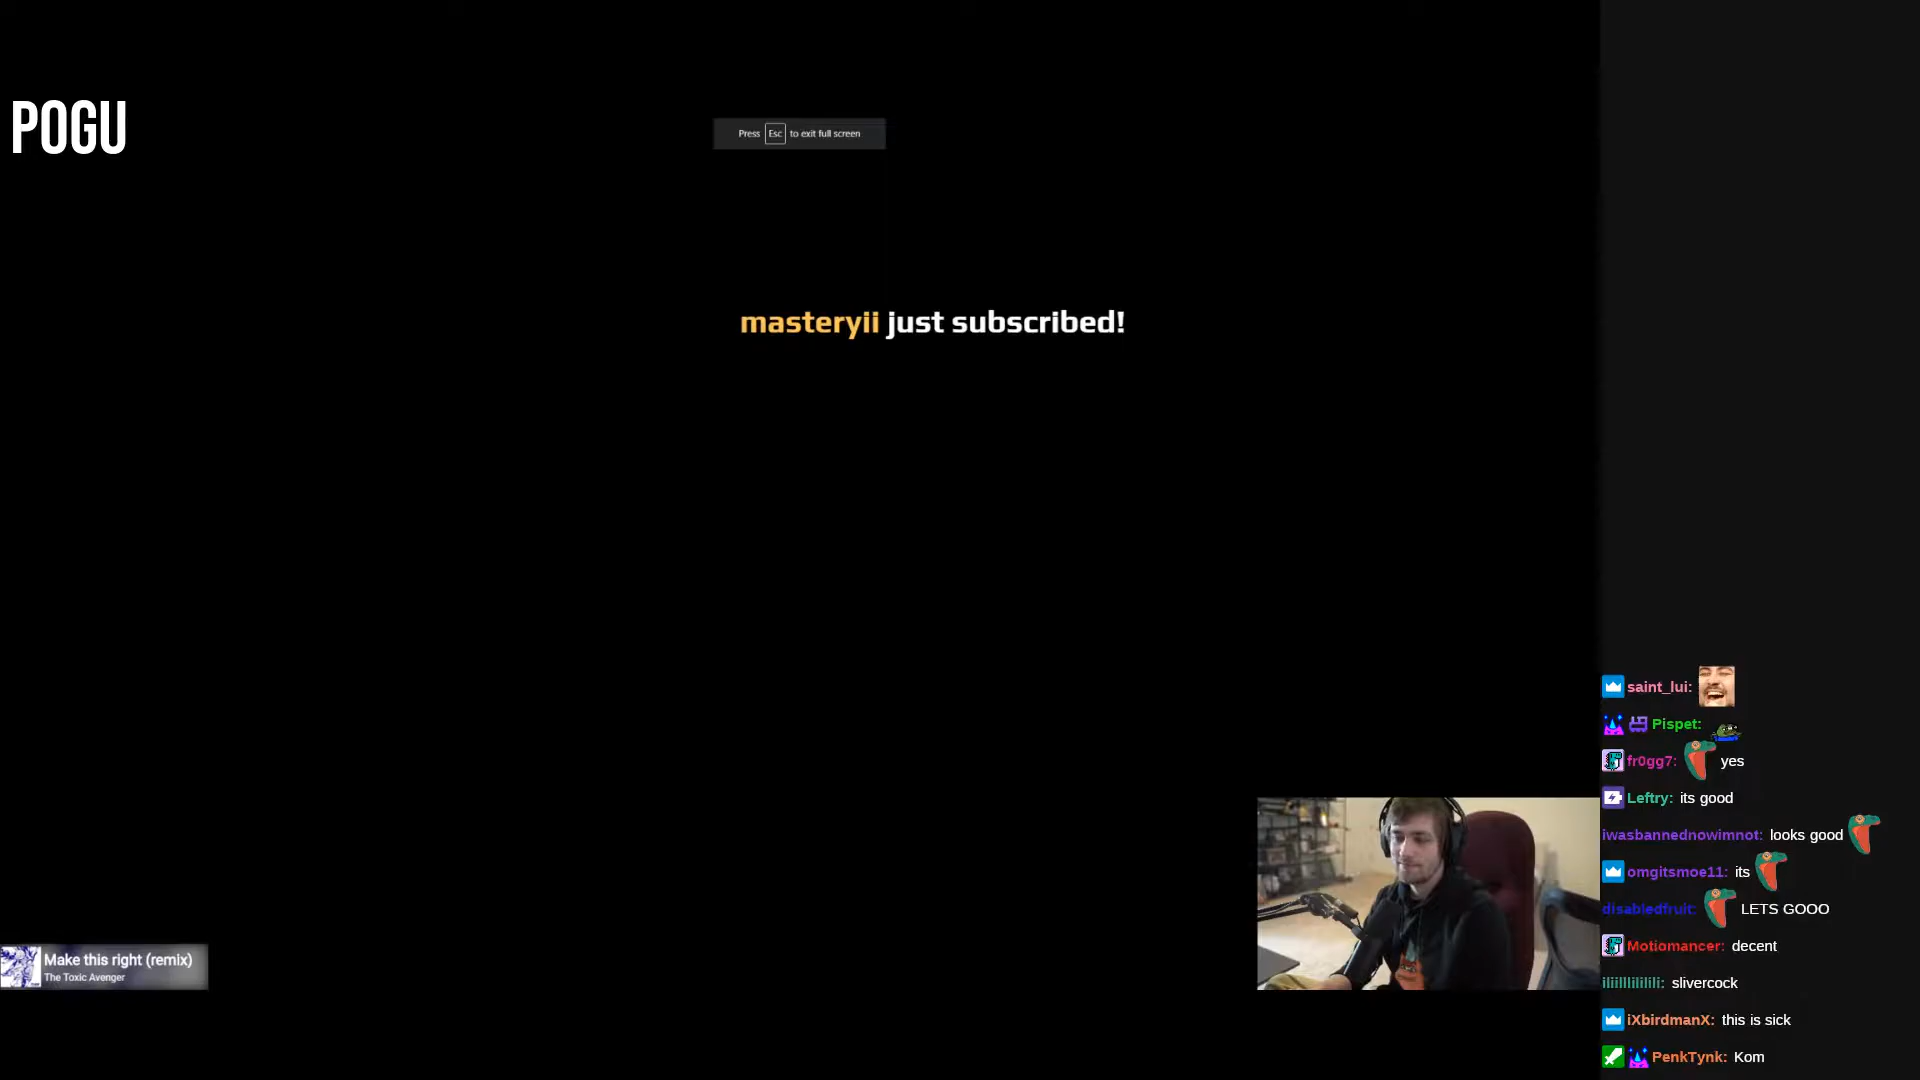 POGU
Press Esc to exit full screen
masteryii just subscribed!
Make this right (remix)
The Toxic Avenger
saint_lui:
Pispet:
fr0gg7: yes
Leftry: its good
iwasbannednowimnot: looks good
omgitsmoe11: its
disabledfruit: LETS GOOO
Motiomancer: decent
slivercock
iXbirdmanX: this is sick
PenkTynk: Kom